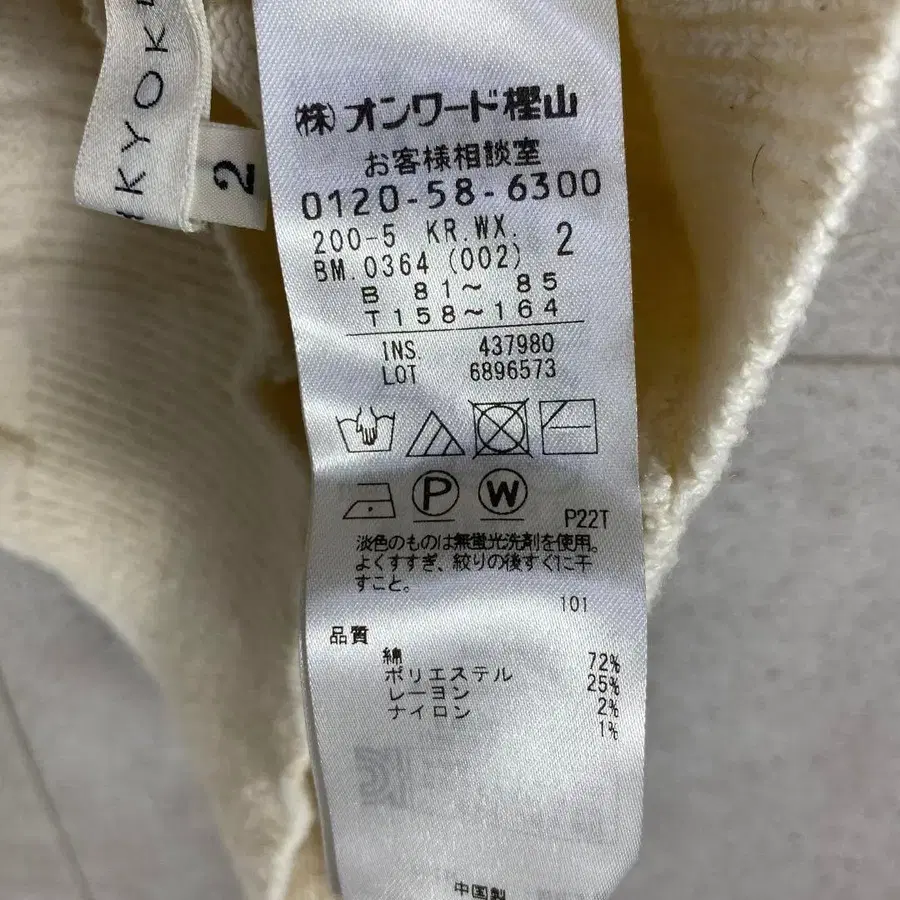 KYOK
2
(株)オンワード樫山
お客様相談室
0120-58-6300
200-5 KR.WX. 2
BM.0364 (002)
B 81～ 85
T 158～164
INS. 437980
LOT 6896573
P
W
P22T
淡色のものは無蛍光洗剤を使用。
よくすすぎ、絞りの後すぐに干
すこと。
101
品質
綿 72%
ポリエステル 25%
レーヨン 2%
ナイロン 1%
中国製